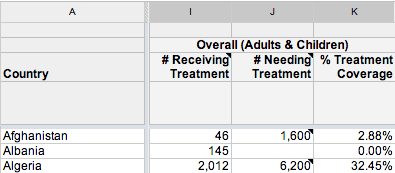 A I J K
Overall (Adults & Children)
# Receiving # Needing % Treatment
Country Treatment Treatment Coverage
Afghanistan 46 1,600 2.88%
Albania 145 0.00%
Algeria 2,012 6,200 32.45%